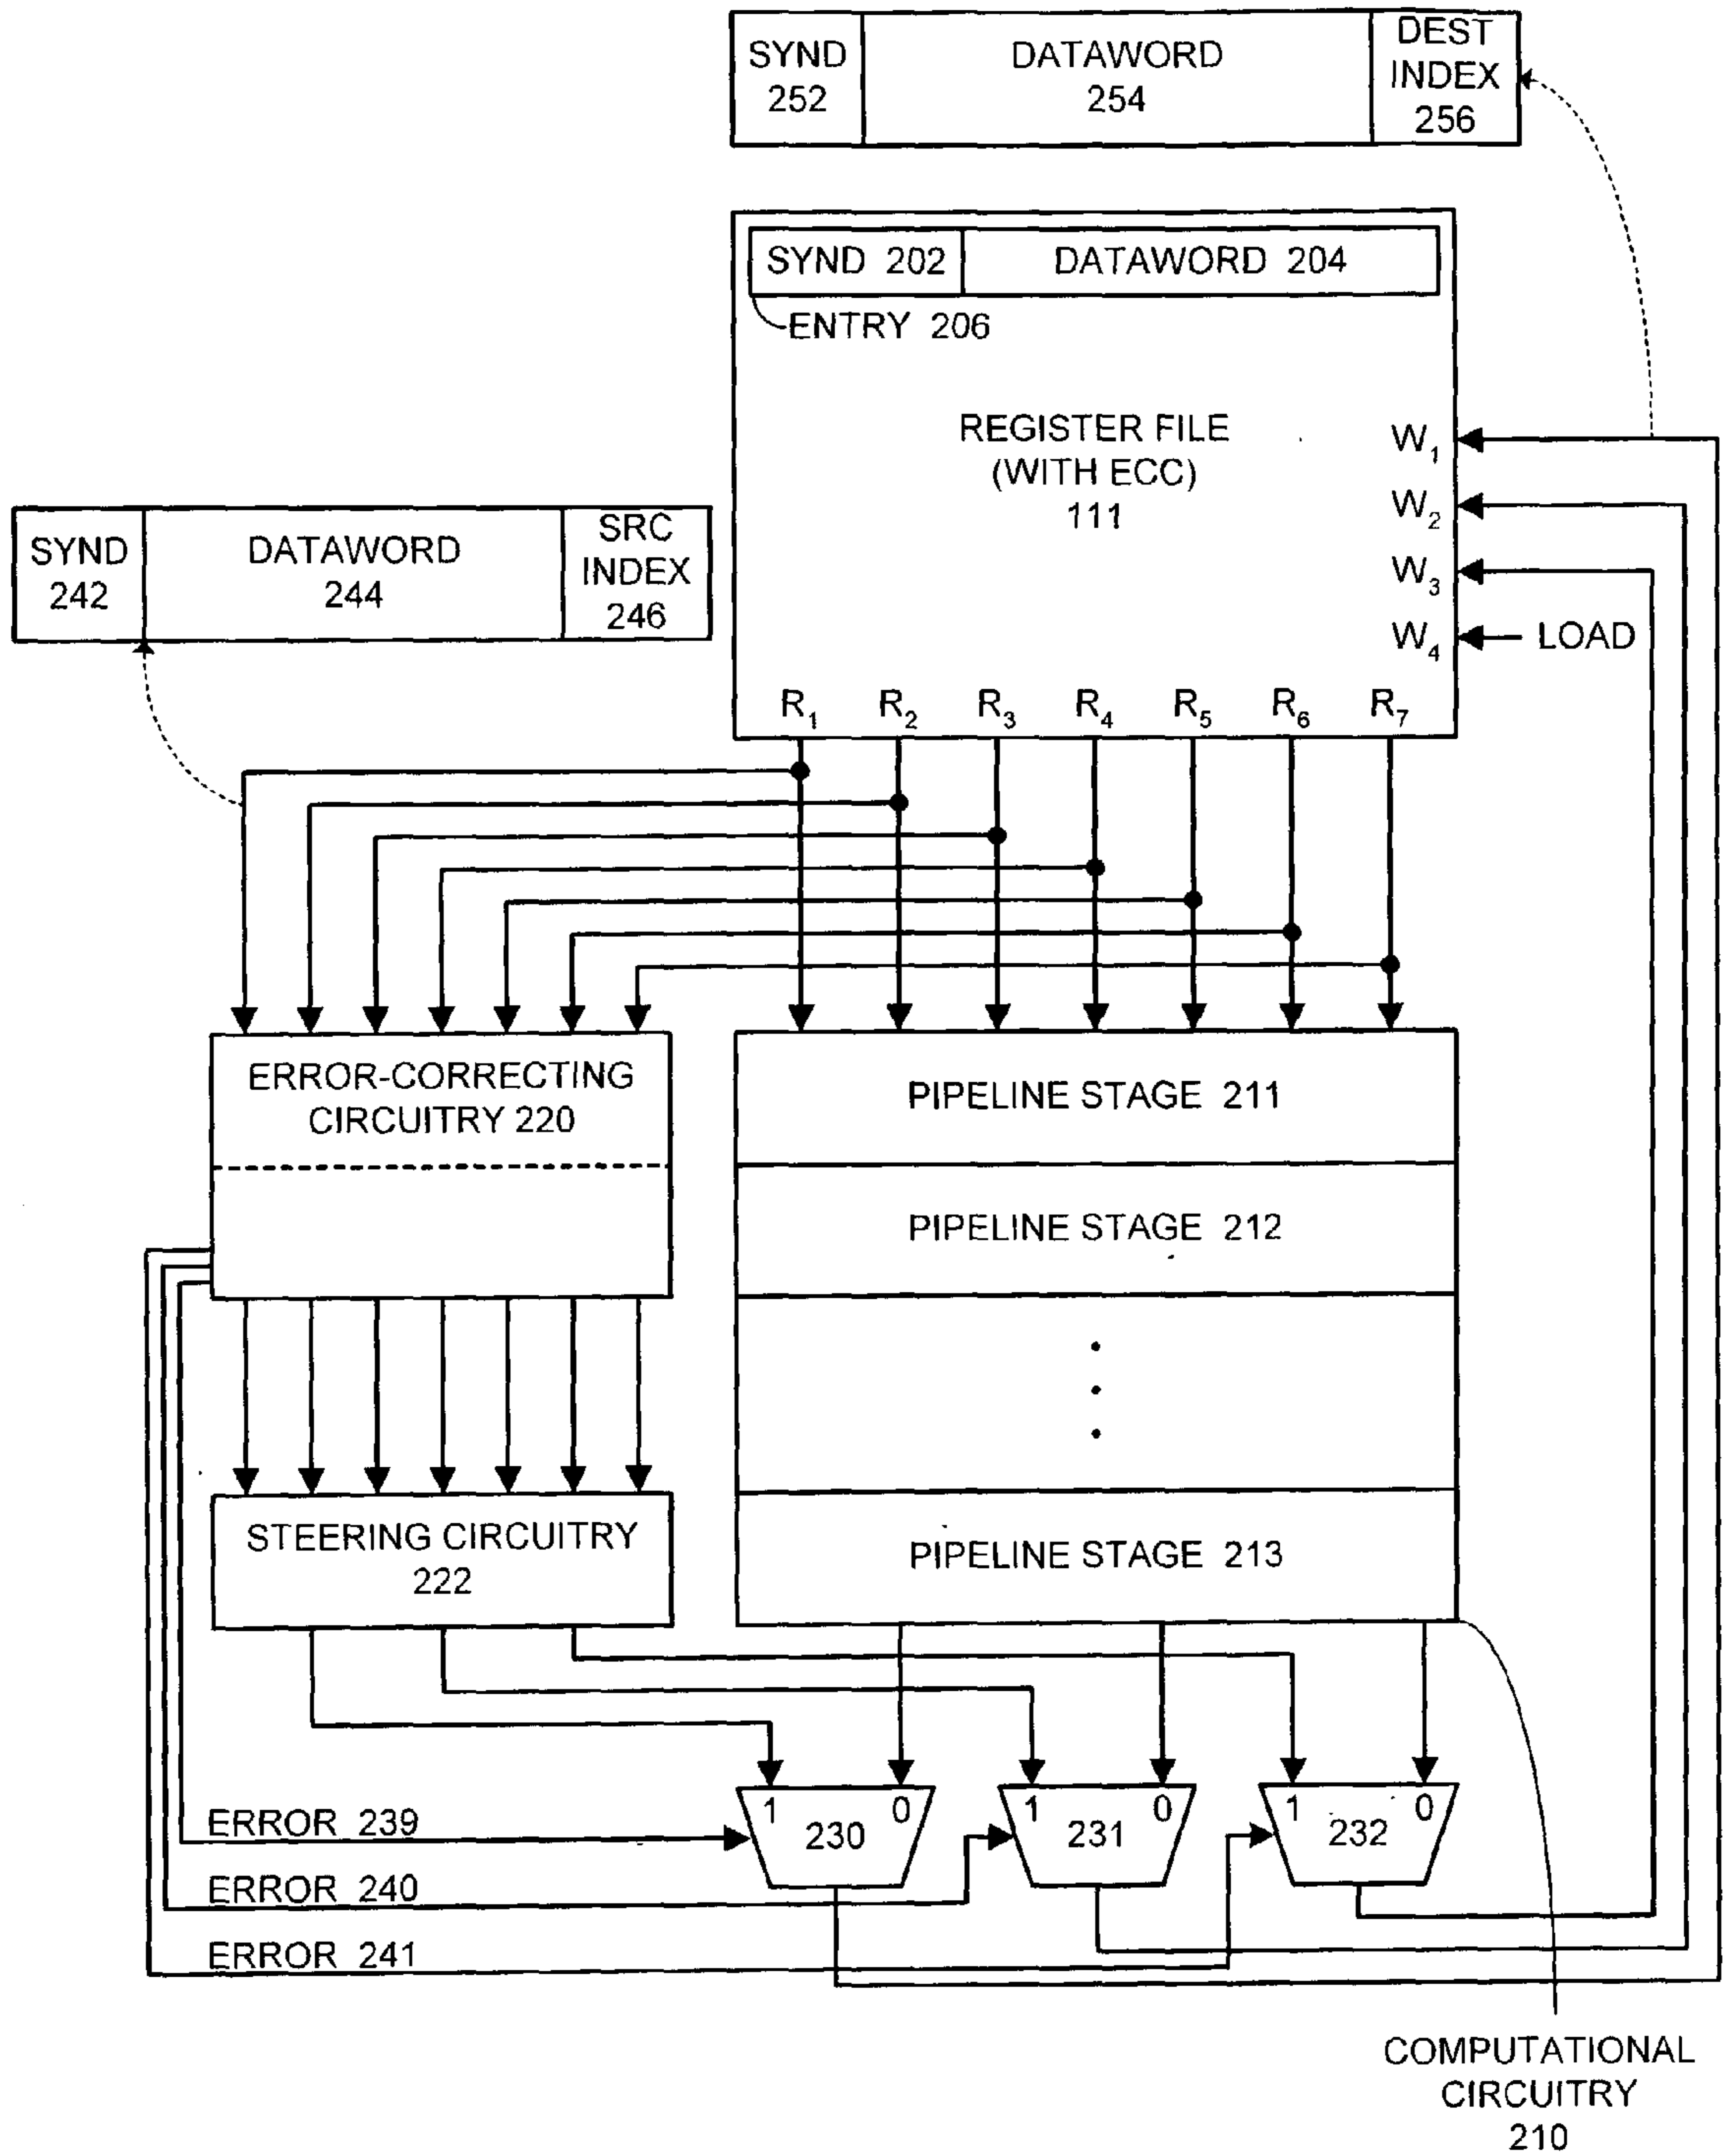 SYND
252
DATAWORD
254
DEST
INDEX
256
SYND 202
DATAWORD 204
ENTRY 206
REGISTER FILE
(WITH ECC)
111
W1
W2
W3
W4
LOAD
SYND
242
DATAWORD
244
SRC
INDEX
246
R1 R2 R3 R4 R5 R6 R7
ERROR-CORRECTING
CIRCUITRY 220
PIPELINE STAGE 211
PIPELINE STAGE 212
STEERING CIRCUITRY
222
PIPELINE STAGE 213
1 0
230
1 0
231
1 0
232
ERROR 239
ERROR 240
ERROR 241
COMPUTATIONAL
CIRCUITRY
210